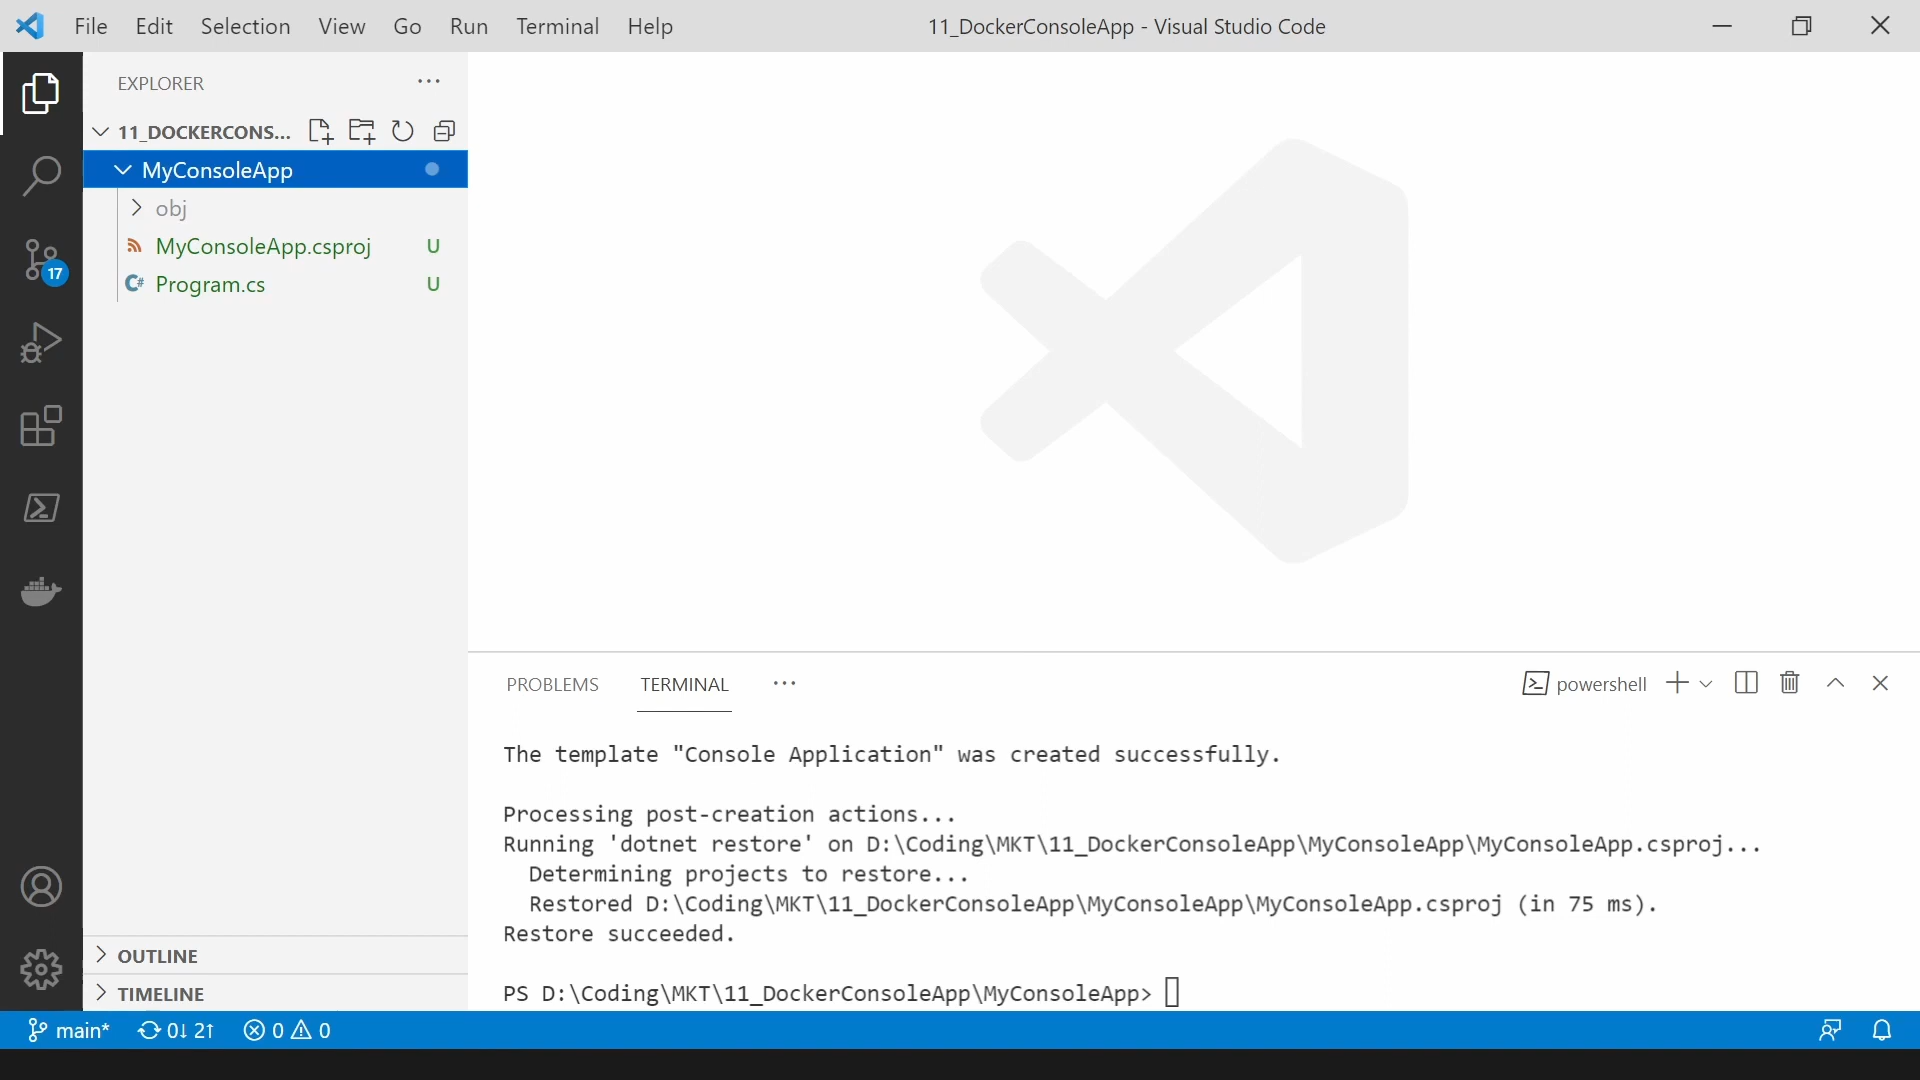 File Edit Selection View Go Run Terminal Help 11_DockerConsoleApp - Visual Studio Code
EXPLORER
11_DOCKERCONS...
MyConsoleApp
obj
MyConsoleApp.csproj U
Program.cs U
17
OUTLINE
TIMELINE
PROBLEMS TERMINAL powershell
The template "Console Application" was created successfully.
Processing post-creation actions...
Running 'dotnet restore' on D:\Coding\MKT\11_DockerConsoleApp\MyConsoleApp\MyConsoleApp.csproj...
Determining projects to restore...
Restored D:\Coding\MKT\11_DockerConsoleApp\MyConsoleApp\MyConsoleApp.csproj (in 75 ms).
Restore succeeded.
PS D:\Coding\MKT\11_DockerConsoleApp\MyConsoleApp>
main* 0↓ 2↑ 0 0